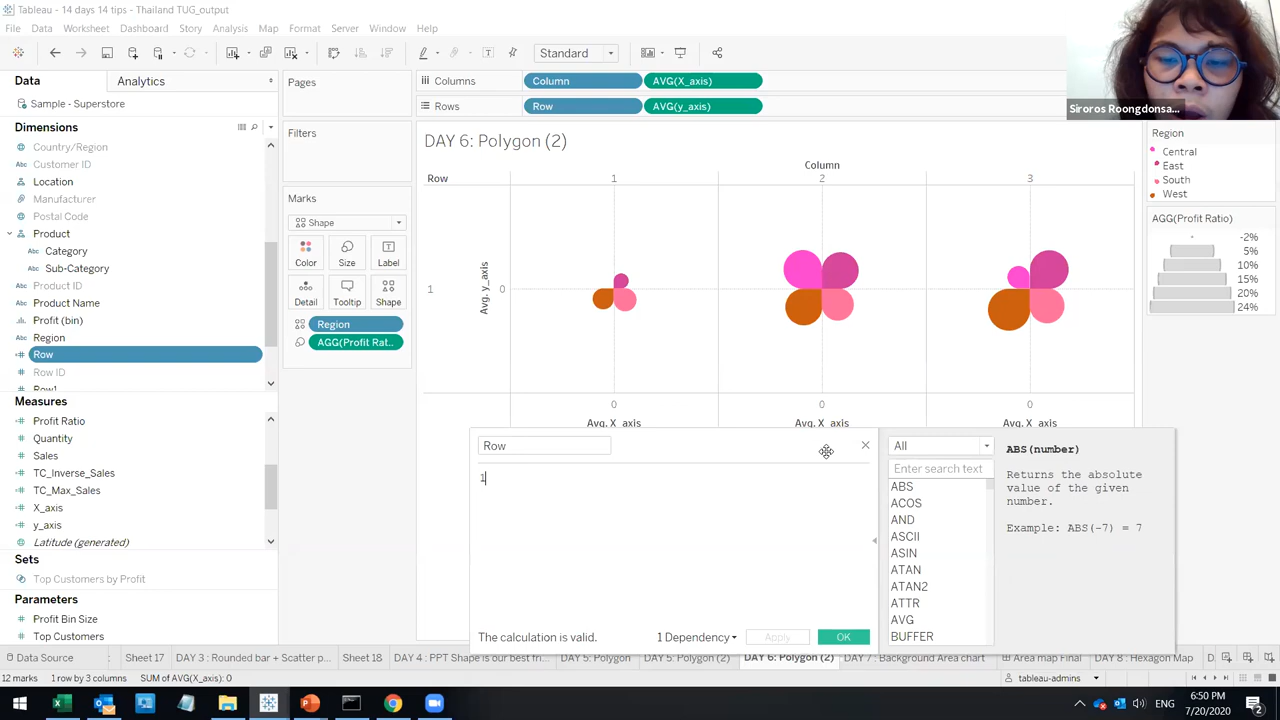 Tableau - 14 days 14 tips - Thailand TUG_output
File Data Worksheet Dashboard Story Analysis Map Format Server Window Help
Standard
Data Analytics
Sample - Superstore
Dimensions
Country/Region
Customer ID
Location
Manufacturer
Postal Code
Product
Abc Category
Abc Sub-Category
Product ID
Abc Product Name
Profit (bin)
Abc Region
Row
Row ID
Row1
Measures
Profit Ratio
Quantity
Sales
TC_Inverse_Sales
TC_Max_Sales
X_axis
y_axis
Latitude (generated)
Sets
Top Customers by Profit
Parameters
Profit Bin Size
Top Customers
Pages
Filters
Marks
Shape
Color Size Label
Detail Tooltip Shape
Region
AGG(Profit Rat..
Columns Column AVG(X_axis)
Rows Row AVG(y_axis)
DAY 6: Polygon (2)
Column
Row 1 2 3
Avg. y_axis
1 0
0 0 0
Avg. X_axis Avg. X_axis Avg. X_axis
Siroros Roongdonsa...
Region
Central
East
South
West
AGG(Profit Ratio)
-2%
5%
10%
15%
20%
24%
Row
1
The calculation is valid. 1 Dependency Apply OK
All
Enter search text
ABS
ACOS
AND
ASCII
ASIN
ATAN
ATAN2
ATTR
AVG
BUFFER
ABS(number)
Returns the absolute
value of the given
number.
Example: ABS(-7) = 7
Data Source Sheet17 DAY 3 : Rounded bar + Scatter p... Sheet 18 DAY 4 : PPT Shape is our best fri... DAY 5: Polygon DAY 5: Polygon (2) DAY 6: Polygon (2) DAY 7 : Background Area chart Area map Final DAY 8 : Hexagon Map D
12 marks 1 row by 3 columns SUM of AVG(X_axis): 0 tableau-admins
ENG 6:50 PM
7/20/2020
2